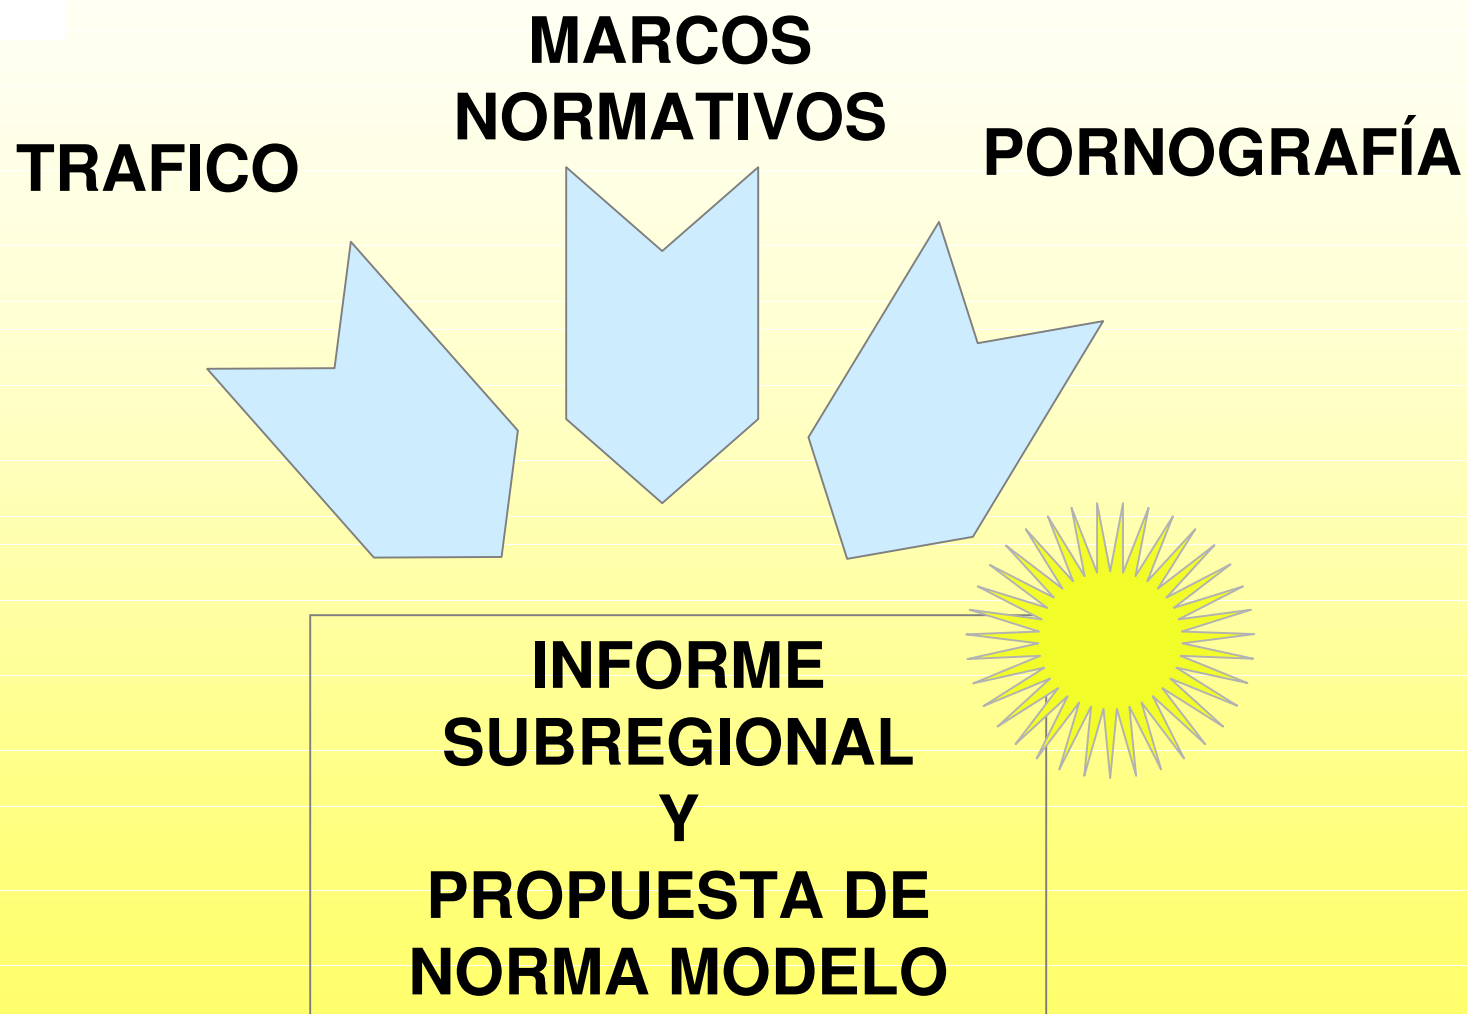 MARCOS
NORMATIVOS
TRAFICO
PORNOGRAFÍA
INFORME
SUBREGIONAL
Y
PROPUESTA DE
NORMA MODELO